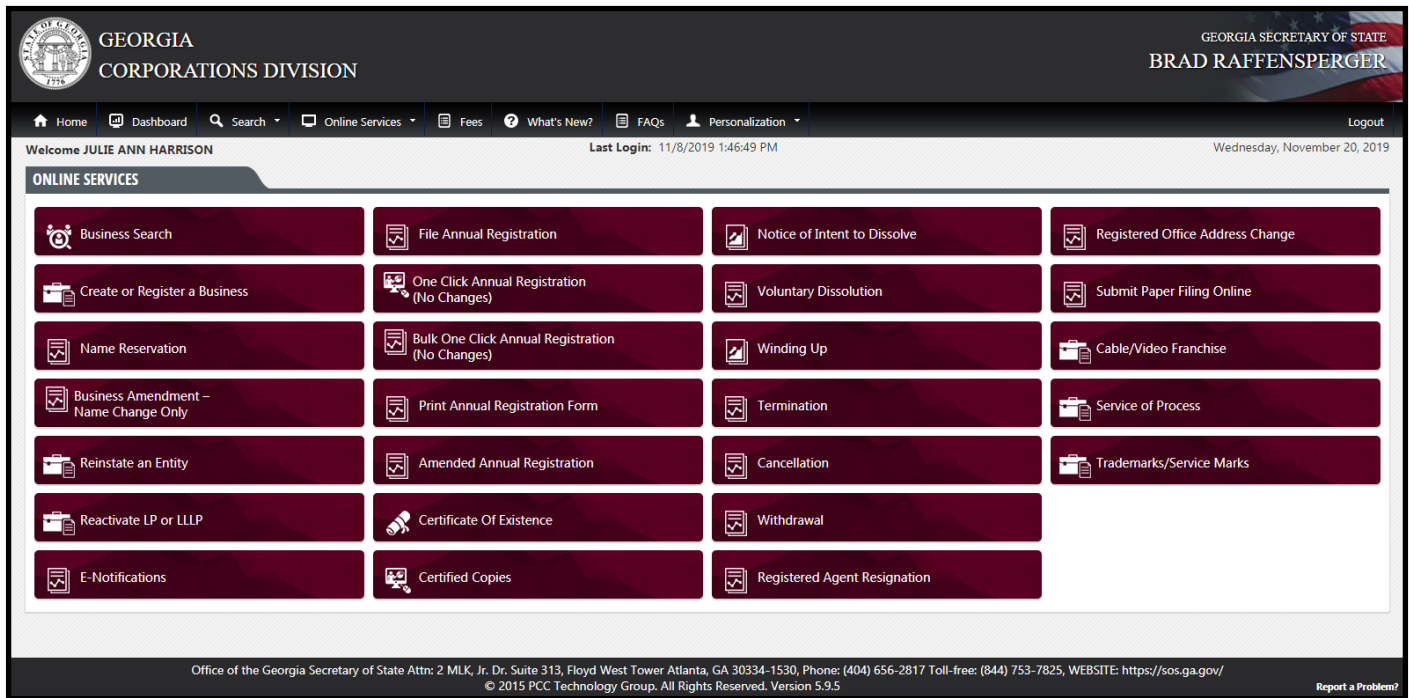 STATE OF GEORGIA
1776
GEORGIA
CORPORATIONS DIVISION
GEORGIA SECRETARY OF STATE
BRAD RAFFENSPERGER
Home Dashboard Search Online Services Fees What's New? FAQs Personalization Logout
Welcome JULIE ANN HARRISON Last Login: 11/8/2019 1:46:49 PM Wednesday, November 20, 2019
ONLINE SERVICES
Business Search
File Annual Registration
Notice of Intent to Dissolve
Registered Office Address Change
Create or Register a Business
One Click Annual Registration
(No Changes)
Voluntary Dissolution
Submit Paper Filing Online
Name Reservation
Bulk One Click Annual Registration
(No Changes)
Winding Up
Cable/Video Franchise
Business Amendment –
Name Change Only
Print Annual Registration Form
Termination
Service of Process
Reinstate an Entity
Amended Annual Registration
Cancellation
Trademarks/Service Marks
Reactivate LP or LLLP
Certificate Of Existence
Withdrawal
E-Notifications
Certified Copies
Registered Agent Resignation
Office of the Georgia Secretary of State Attn: 2 MLK, Jr. Dr. Suite 313, Floyd West Tower Atlanta, GA 30334-1530, Phone: (404) 656-2817 Toll-free: (844) 753-7825, WEBSITE: https://sos.ga.gov/
© 2015 PCC Technology Group. All Rights Reserved. Version 5.9.5
Report a Problem?